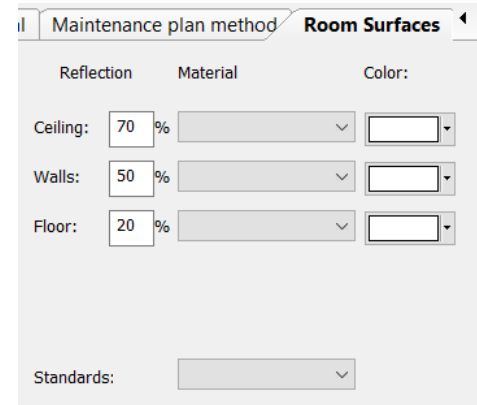 l Maintenance plan method Room Surfaces
Reflection Material Color:
Ceiling: 70 %
Walls: 50 %
Floor: 20 %
Standards: